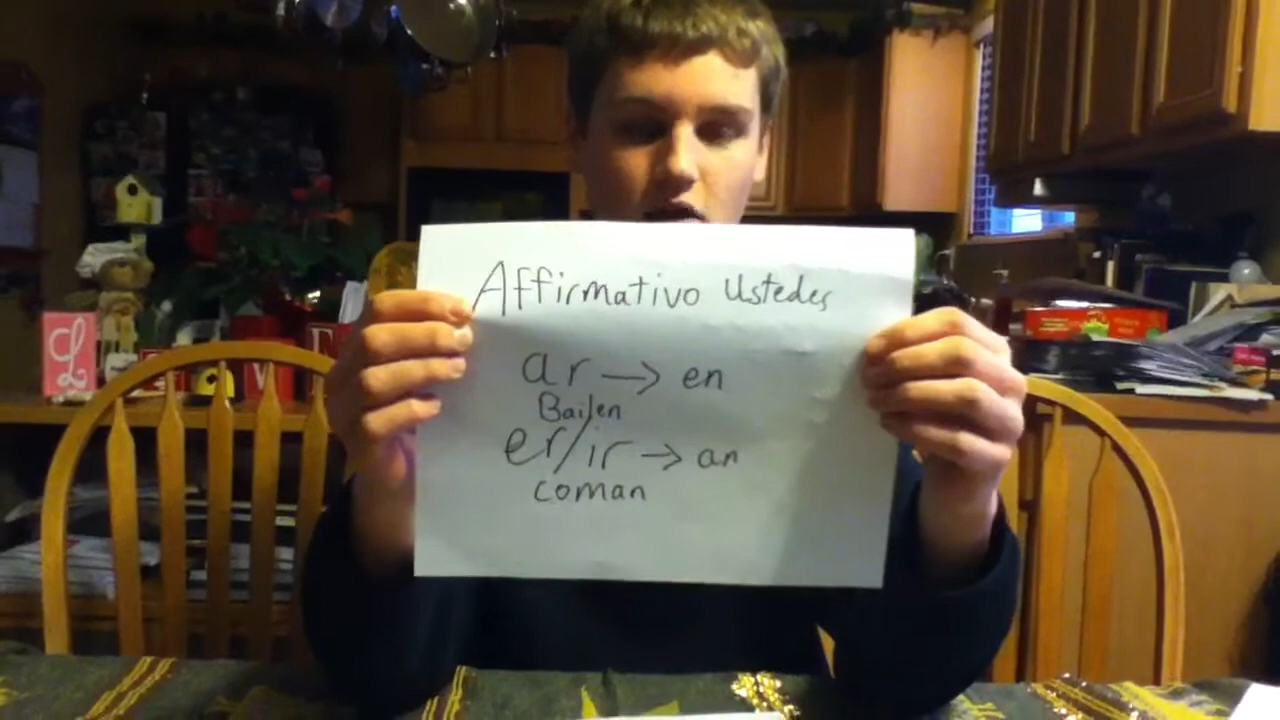 Affirmativo Ustedes
ar → en
Bailen
er/ir → an
coman
L